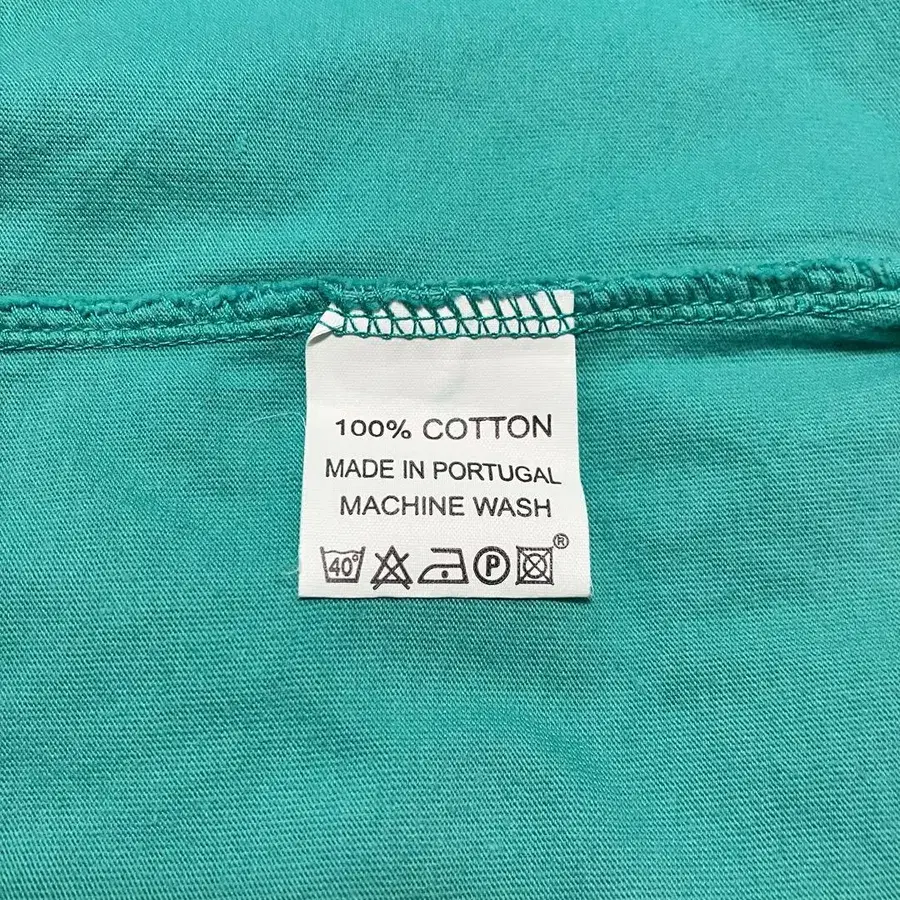 100% COTTON
MADE IN PORTUGAL
MACHINE WASH
40° P ®